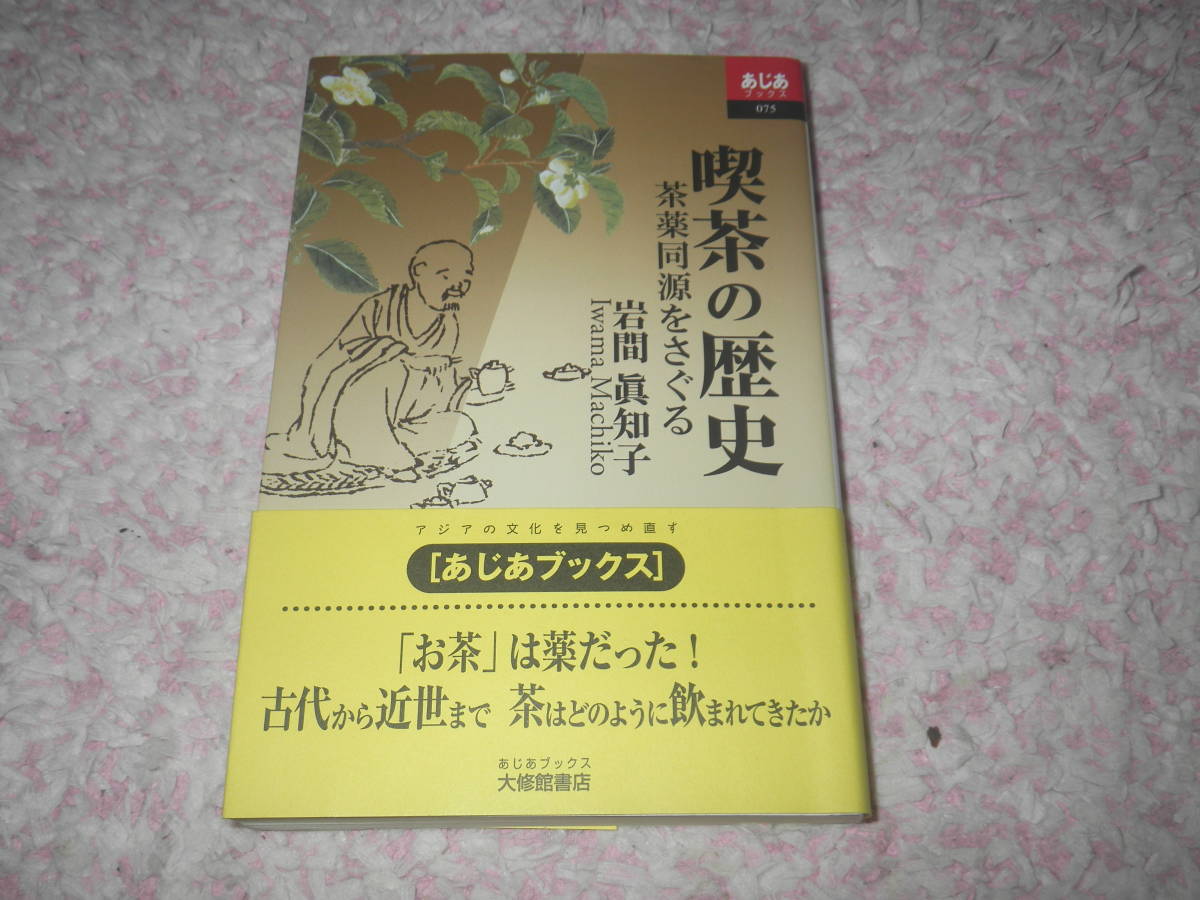 あじあ
ブックス
075
喫茶の歴史
茶薬同源をさぐる
岩間 眞知子
Iwama Machiko
アジアの文化を見つめ直す
[あじあブックス]
「お茶」は薬だった!
古代から近世まで 茶はどのように飲まれてきたか
あじあブックス
大修館書店